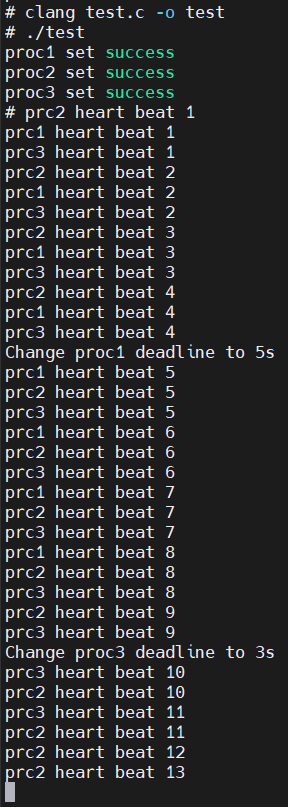 # clang test.c -o test
# ./test
proc1 set success
proc2 set success
proc3 set success
# prc2 heart beat 1
prc1 heart beat 1
prc3 heart beat 1
prc2 heart beat 2
prc1 heart beat 2
prc3 heart beat 2
prc2 heart beat 3
prc1 heart beat 3
prc3 heart beat 3
prc2 heart beat 4
prc1 heart beat 4
prc3 heart beat 4
Change proc1 deadline to 5s
prc1 heart beat 5
prc2 heart beat 5
prc3 heart beat 5
prc1 heart beat 6
prc2 heart beat 6
prc3 heart beat 6
prc1 heart beat 7
prc2 heart beat 7
prc3 heart beat 7
prc1 heart beat 8
prc2 heart beat 8
prc3 heart beat 8
prc2 heart beat 9
prc3 heart beat 9
Change proc3 deadline to 3s
prc3 heart beat 10
prc2 heart beat 10
prc3 heart beat 11
prc2 heart beat 11
prc2 heart beat 12
prc2 heart beat 13